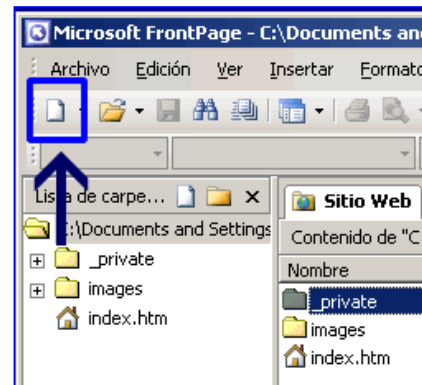 Microsoft FrontPage - C:\Documents and
Archivo Edición Ver Insertar Formato
Lista de carpe...
C:\Documents and Settings
_private
images
index.htm
Sitio Web
Contenido de "C
Nombre
_private
images
index.htm